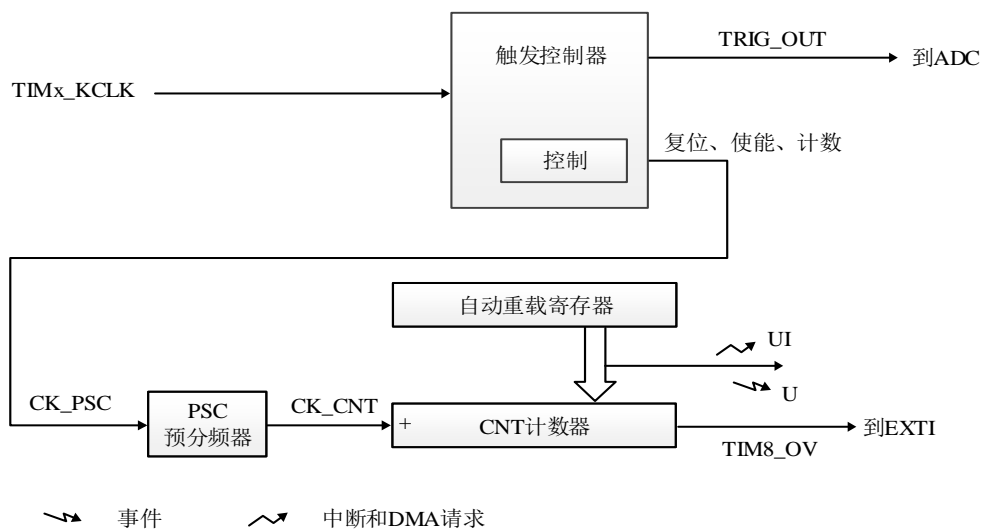 触发控制器
TRIG_OUT
到ADC
TIMx_KCLK
控制
复位、使能、计数
自动重载寄存器
UI
U
CK_PSC
PSC
预分频器
CK_CNT
+
CNT计数器
到EXTI
TIM8_OV
事件
中断和DMA请求